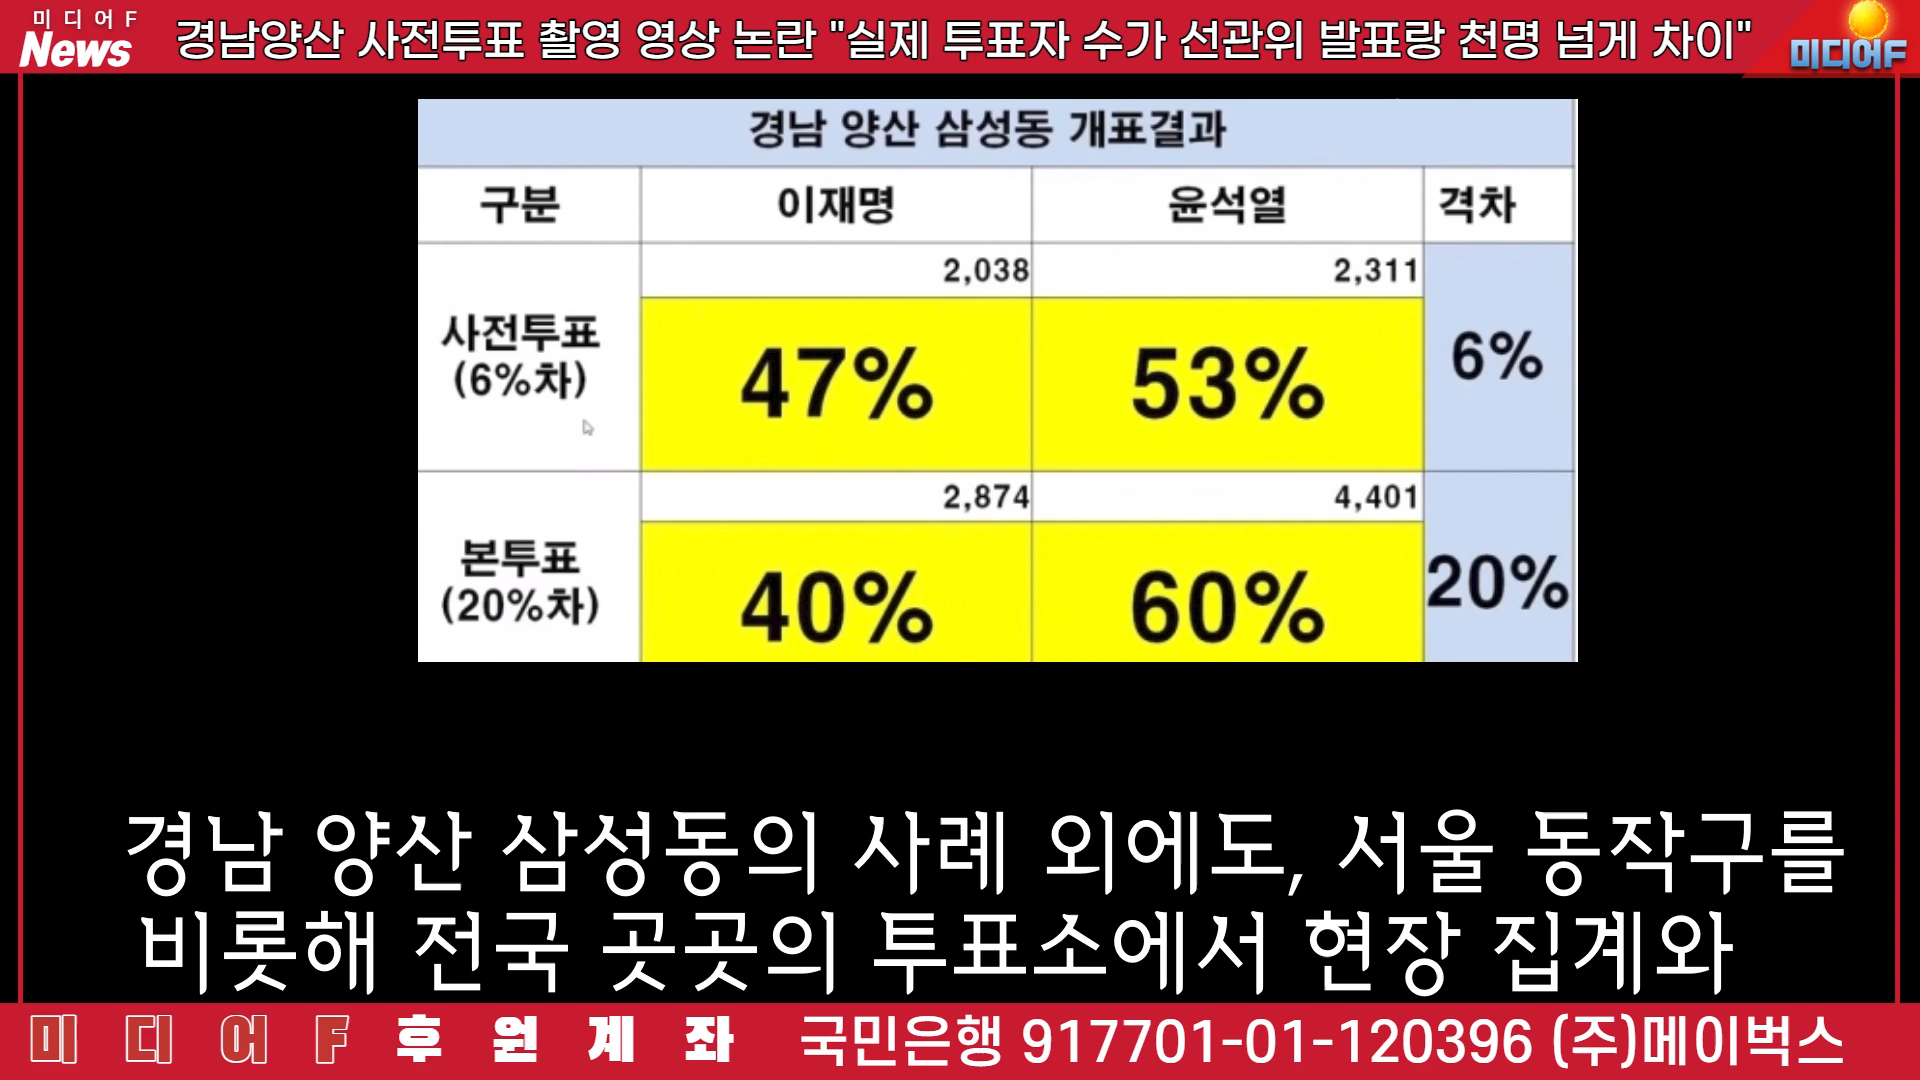 미디어F
News
경남양산 사전투표 촬영 영상 논란 "실제 투표자 수가 선관위 발표랑 천명 넘게 차이"
미디어F
경남 양산 삼성동 개표결과
구분 이재명 윤석열 격차
2,038 2,311
사전투표
(6%차)
47% 53% 6%
2,874 4,401
본투표
(20%차)
40% 60% 20%
경남 양산 삼성동의 사례 외에도, 서울 동작구를
비롯해 전국 곳곳의 투표소에서 현장 집계와
미디어F후원계좌 국민은행 917701-01-120396 (주)메이벅스